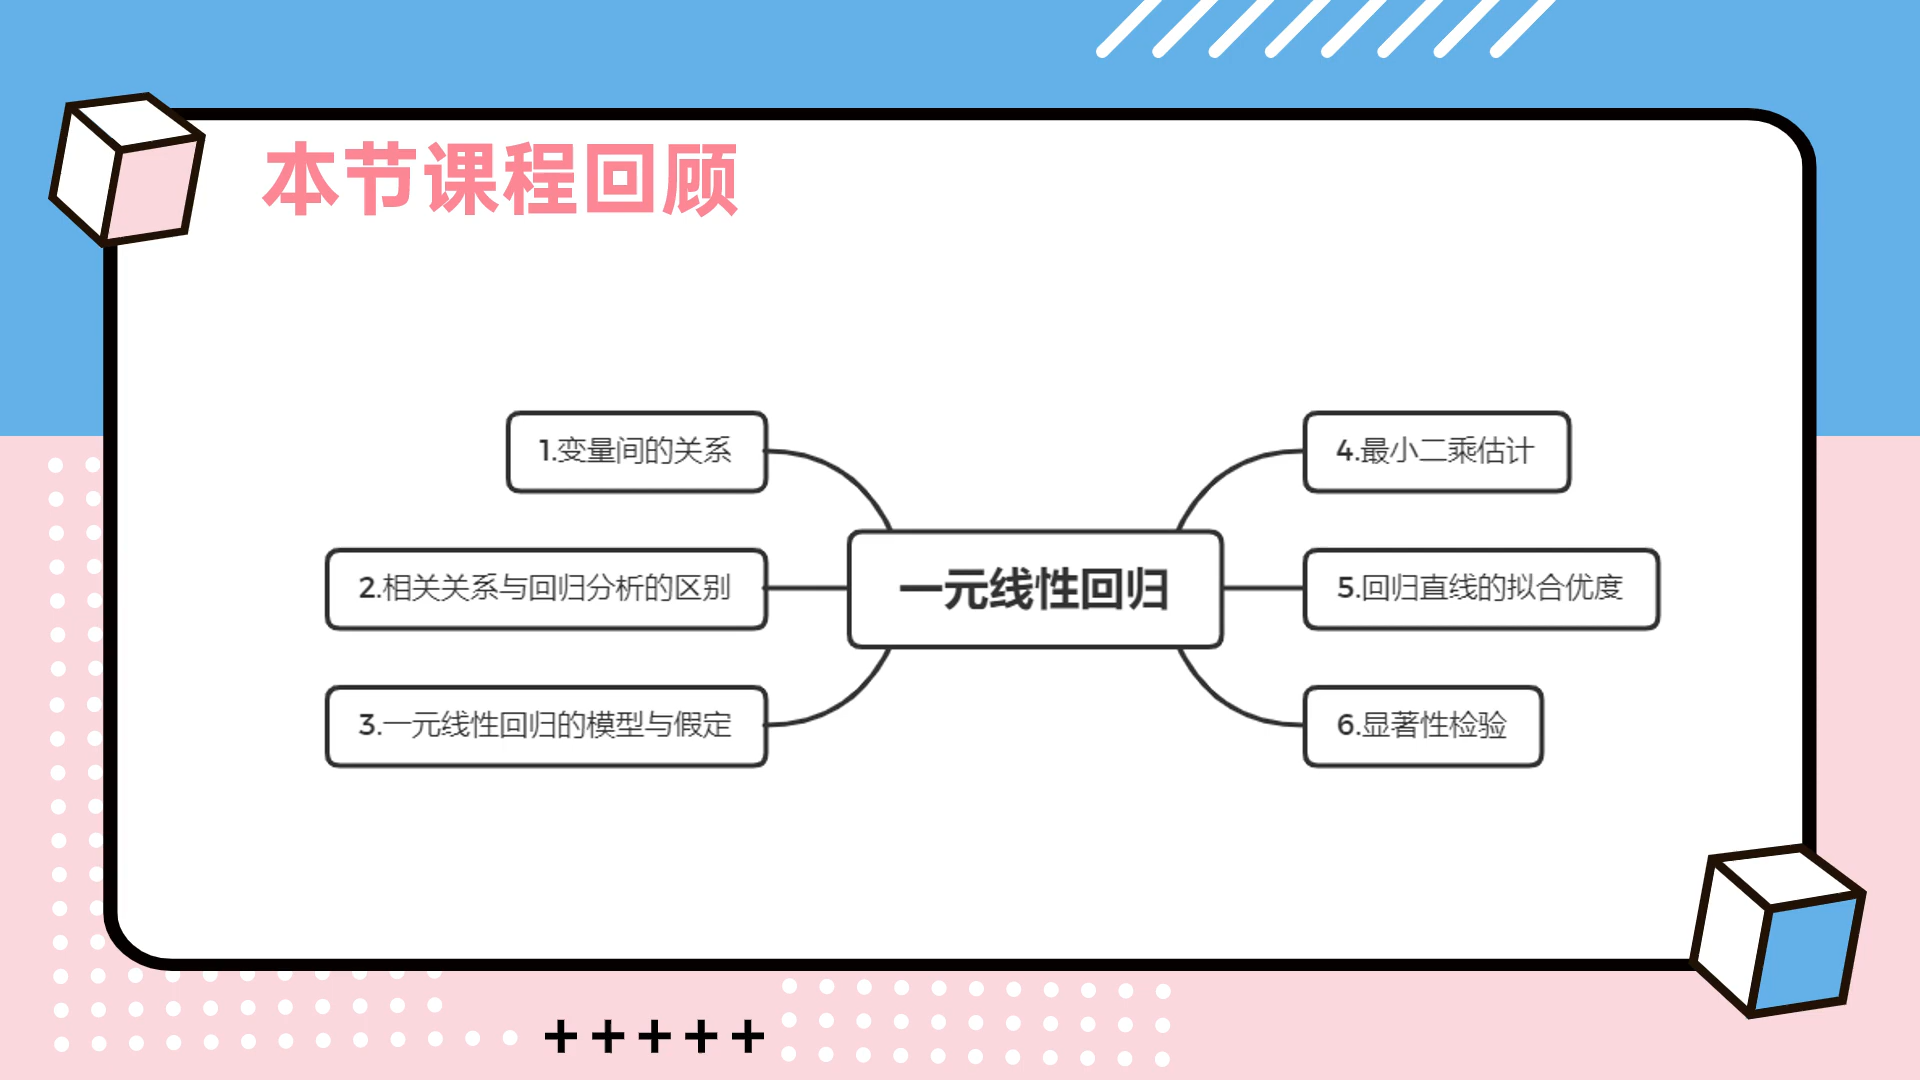 本节课程回顾
1.变量间的关系
2.相关关系与回归分析的区别
3.一元线性回归的模型与假定
一元线性回归
4.最小二乘估计
5.回归直线的拟合优度
6.显著性检验